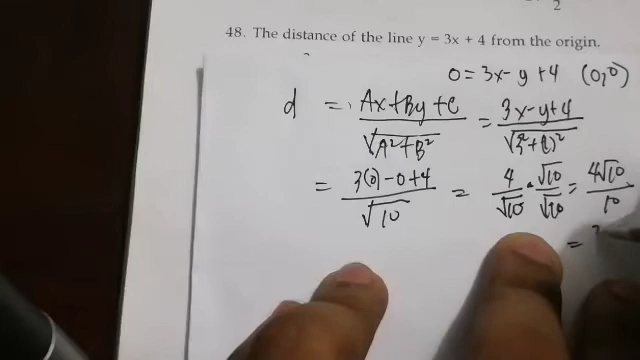 2
48. The distance of the line y = 3x + 4 from the origin.
0 = 3x - y + 4 (0,0)
d = Ax + By + C / √A² + B² = 3x - y + 4 / √3² + (1)²
= 3(0) - 0 + 4 / √10 = 4/√10 • √10/√10 = 4√10/10
=